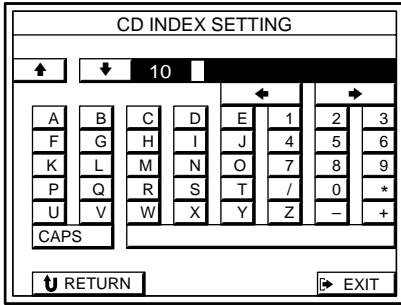 CD INDEX SETTING
10
A B C D E 1 2 3
F G H I J 4 5 6
K L M N O 7 8 9
P Q R S T / 0 *
U V W X Y Z – +
CAPS
RETURN EXIT